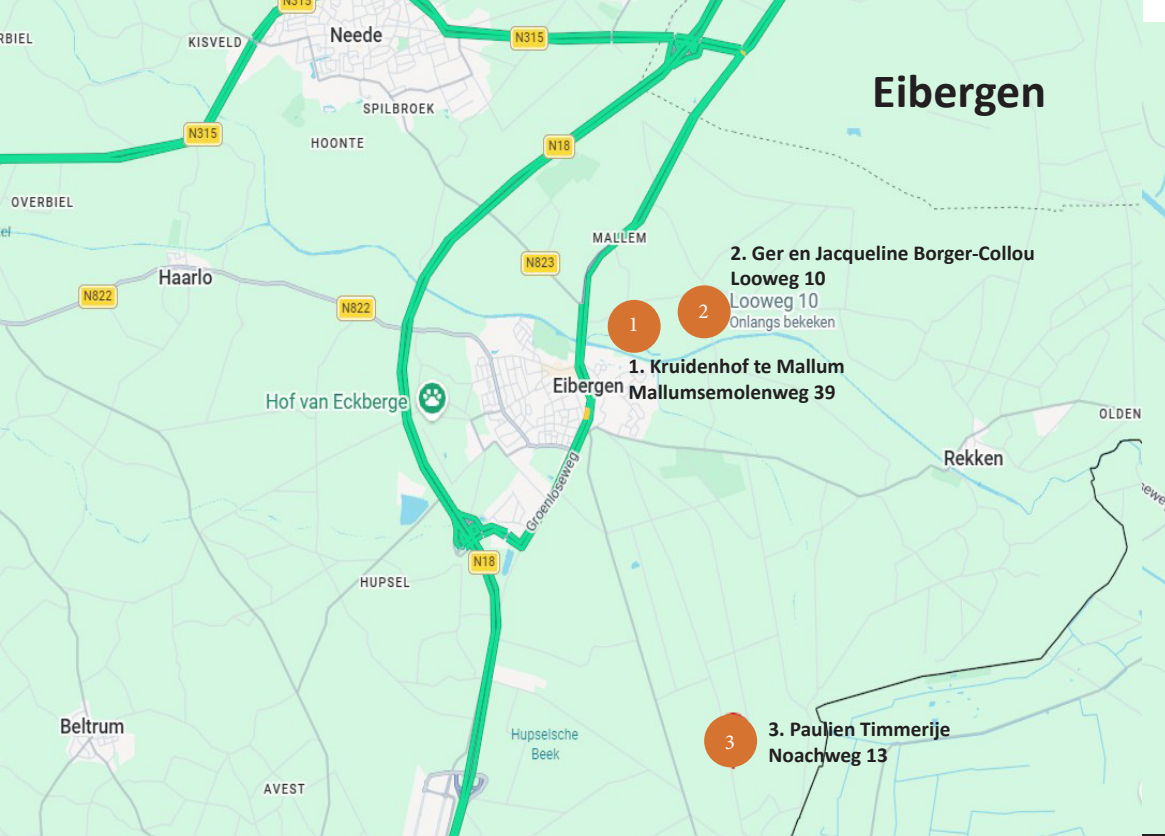 N315
RBIEL
KISVELD
Neede
N315
Eibergen
SPILBROEK
N315
HOONTE
N18
OVERBIEL
el
MALLEM
2. Ger en Jacqueline Borger-Collou
Looweg 10
N823
Haarlo
N822
N822
2
Looweg 10
Onlangs bekeken
1
1. Kruidenhof te Mallum
Mallumsemolenweg 39
Eibergen
Hof van Eckberge
OLDEN
Rekken
Groenloseweg
N18
HUPSEL
Beltrum
3
3. Paulien Timmerije
Noachweg 13
Hupselsche
Beek
AVEST